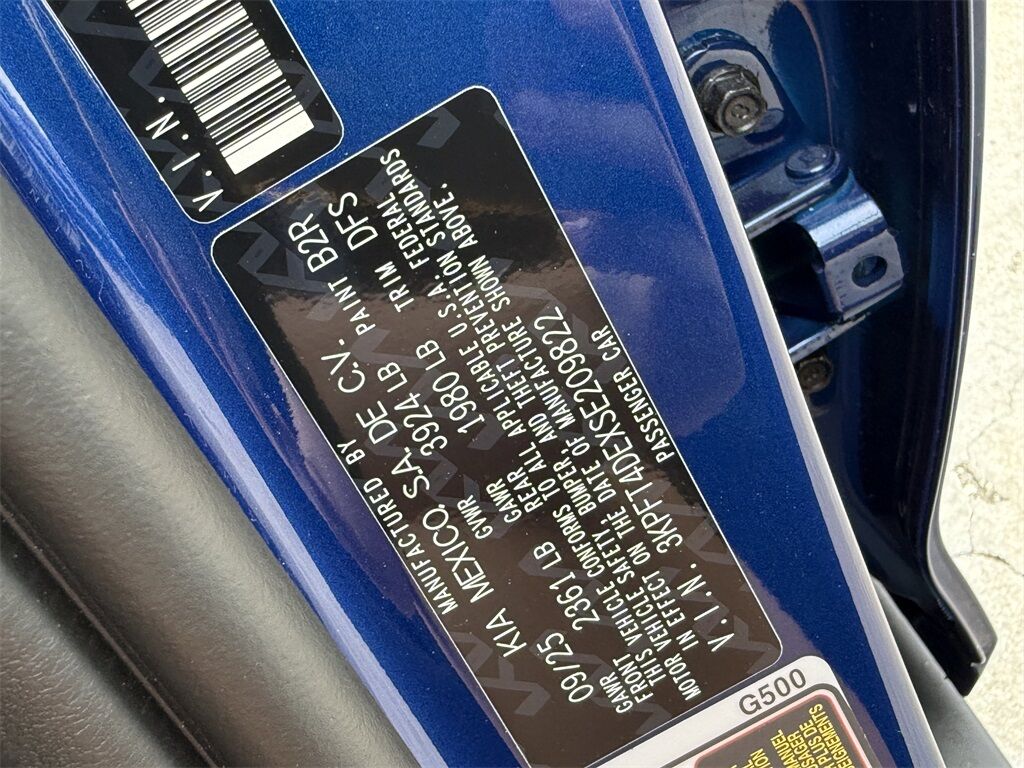 V.I.N.
MANUFACTURED BY
09/25 KIA MEXICO, S.A. DE C.V. PAINT B2R
GVWR 3924 LB TRIM DFS
GAWR FRONT 2361 LB GAWR REAR 1980 LB
THIS VEHICLE CONFORMS TO ALL APPLICABLE U.S.A FEDERAL
MOTOR VEHICLE SAFETY, BUMPER, AND THEFT PREVENTION STANDARDS
IN EFFECT ON THE DATE OF MANUFACTURE SHOWN ABOVE.
V.I.N. 3KPFT4DEXSE209822
PASSENGER CAR
G500